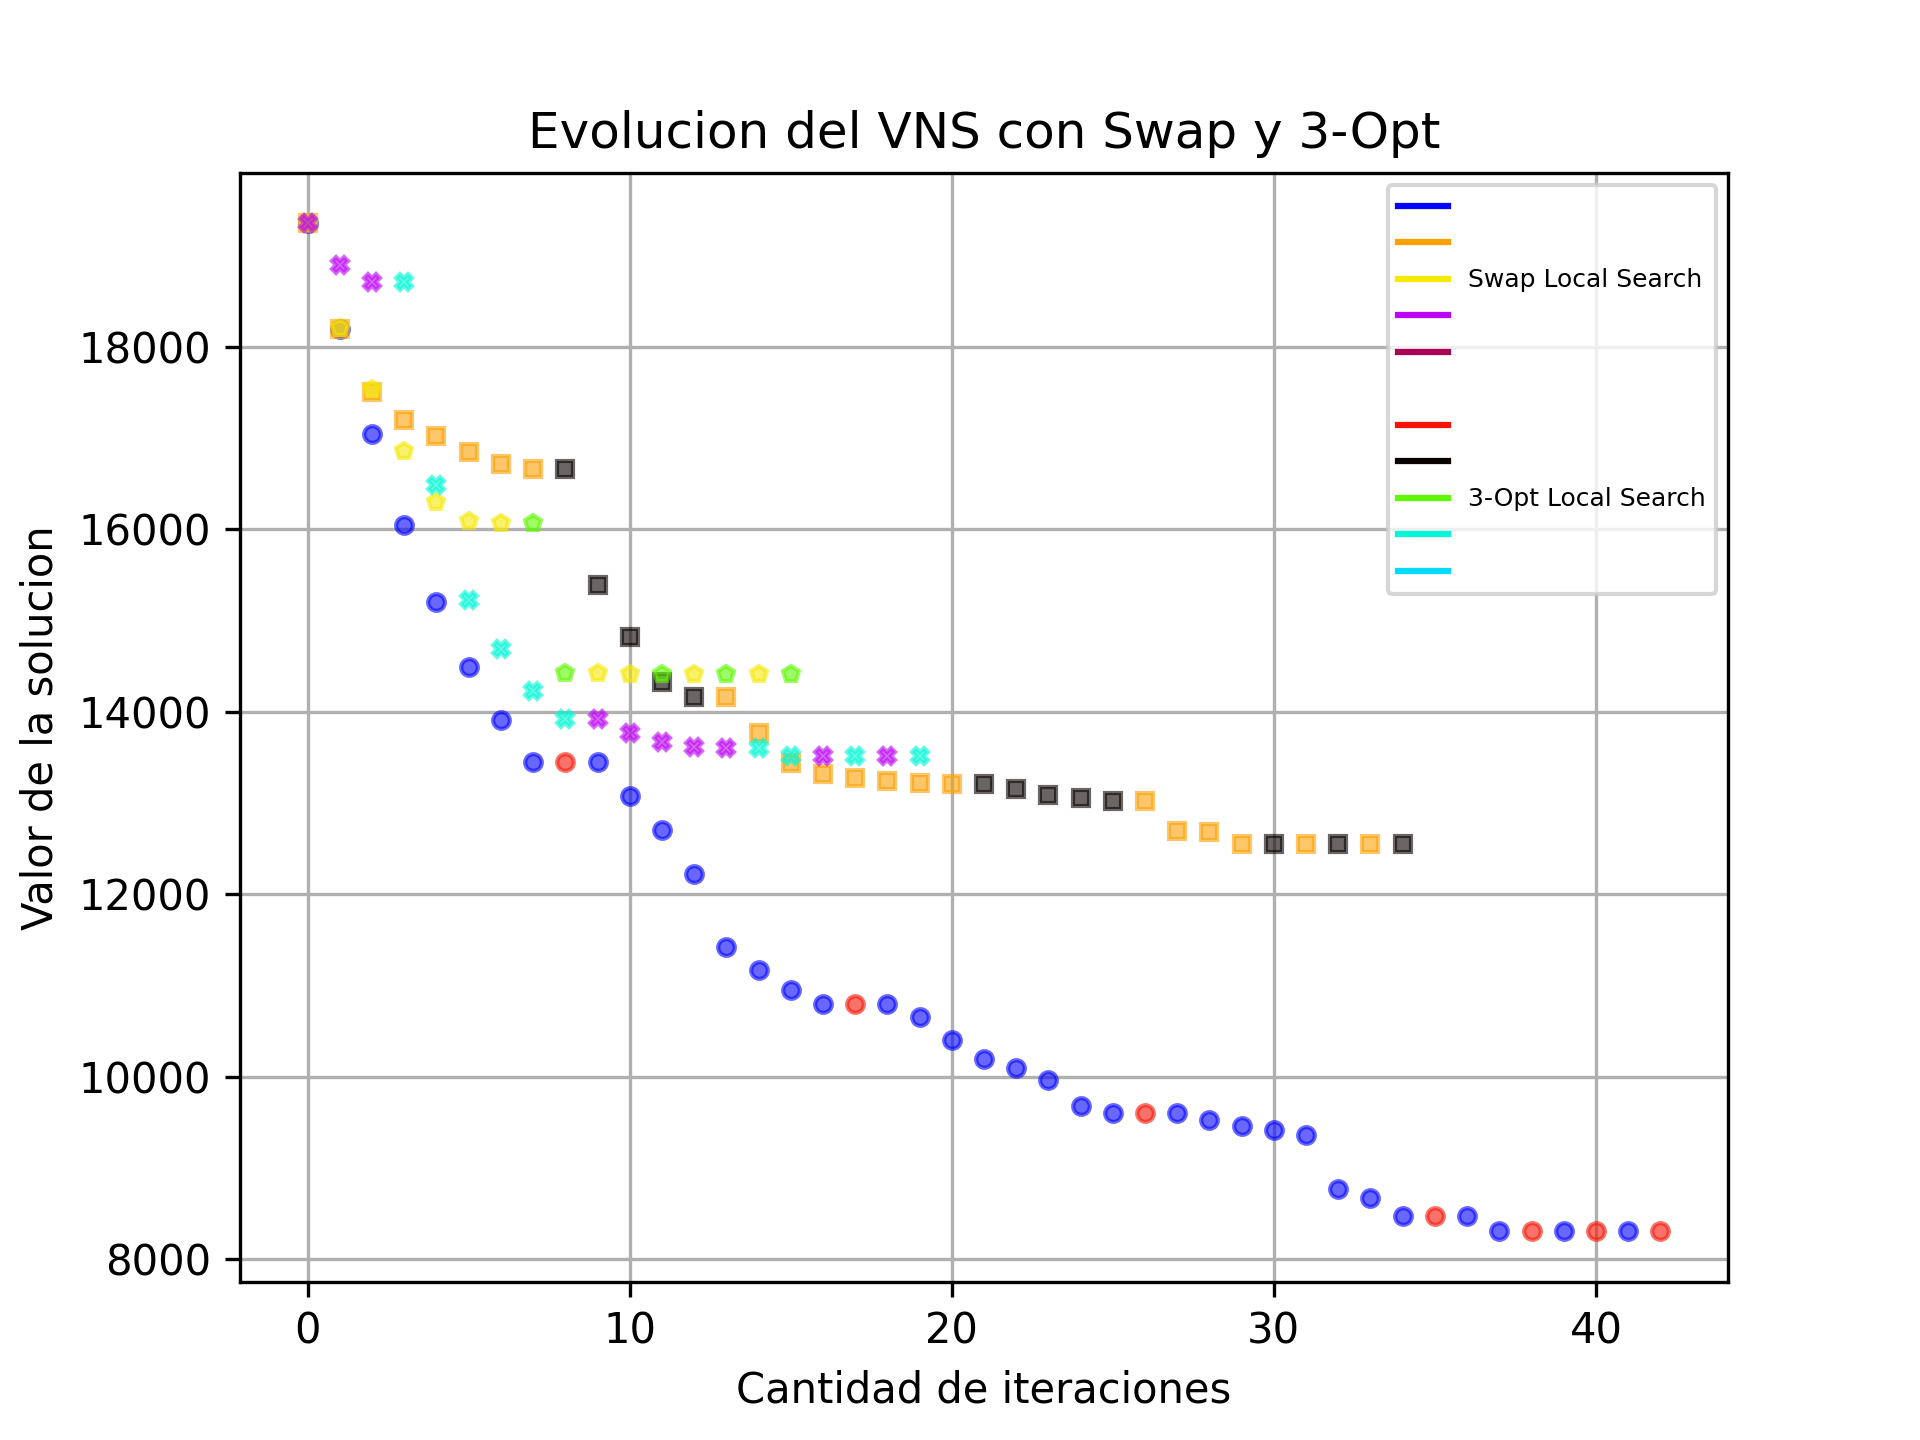 Evolucion del VNS con Swap y 3-Opt
Swap Local Search
3-Opt Local Search
Valor de la solucion
18000
16000
14000
12000
10000
8000
0 10 20 30 40
Cantidad de iteraciones